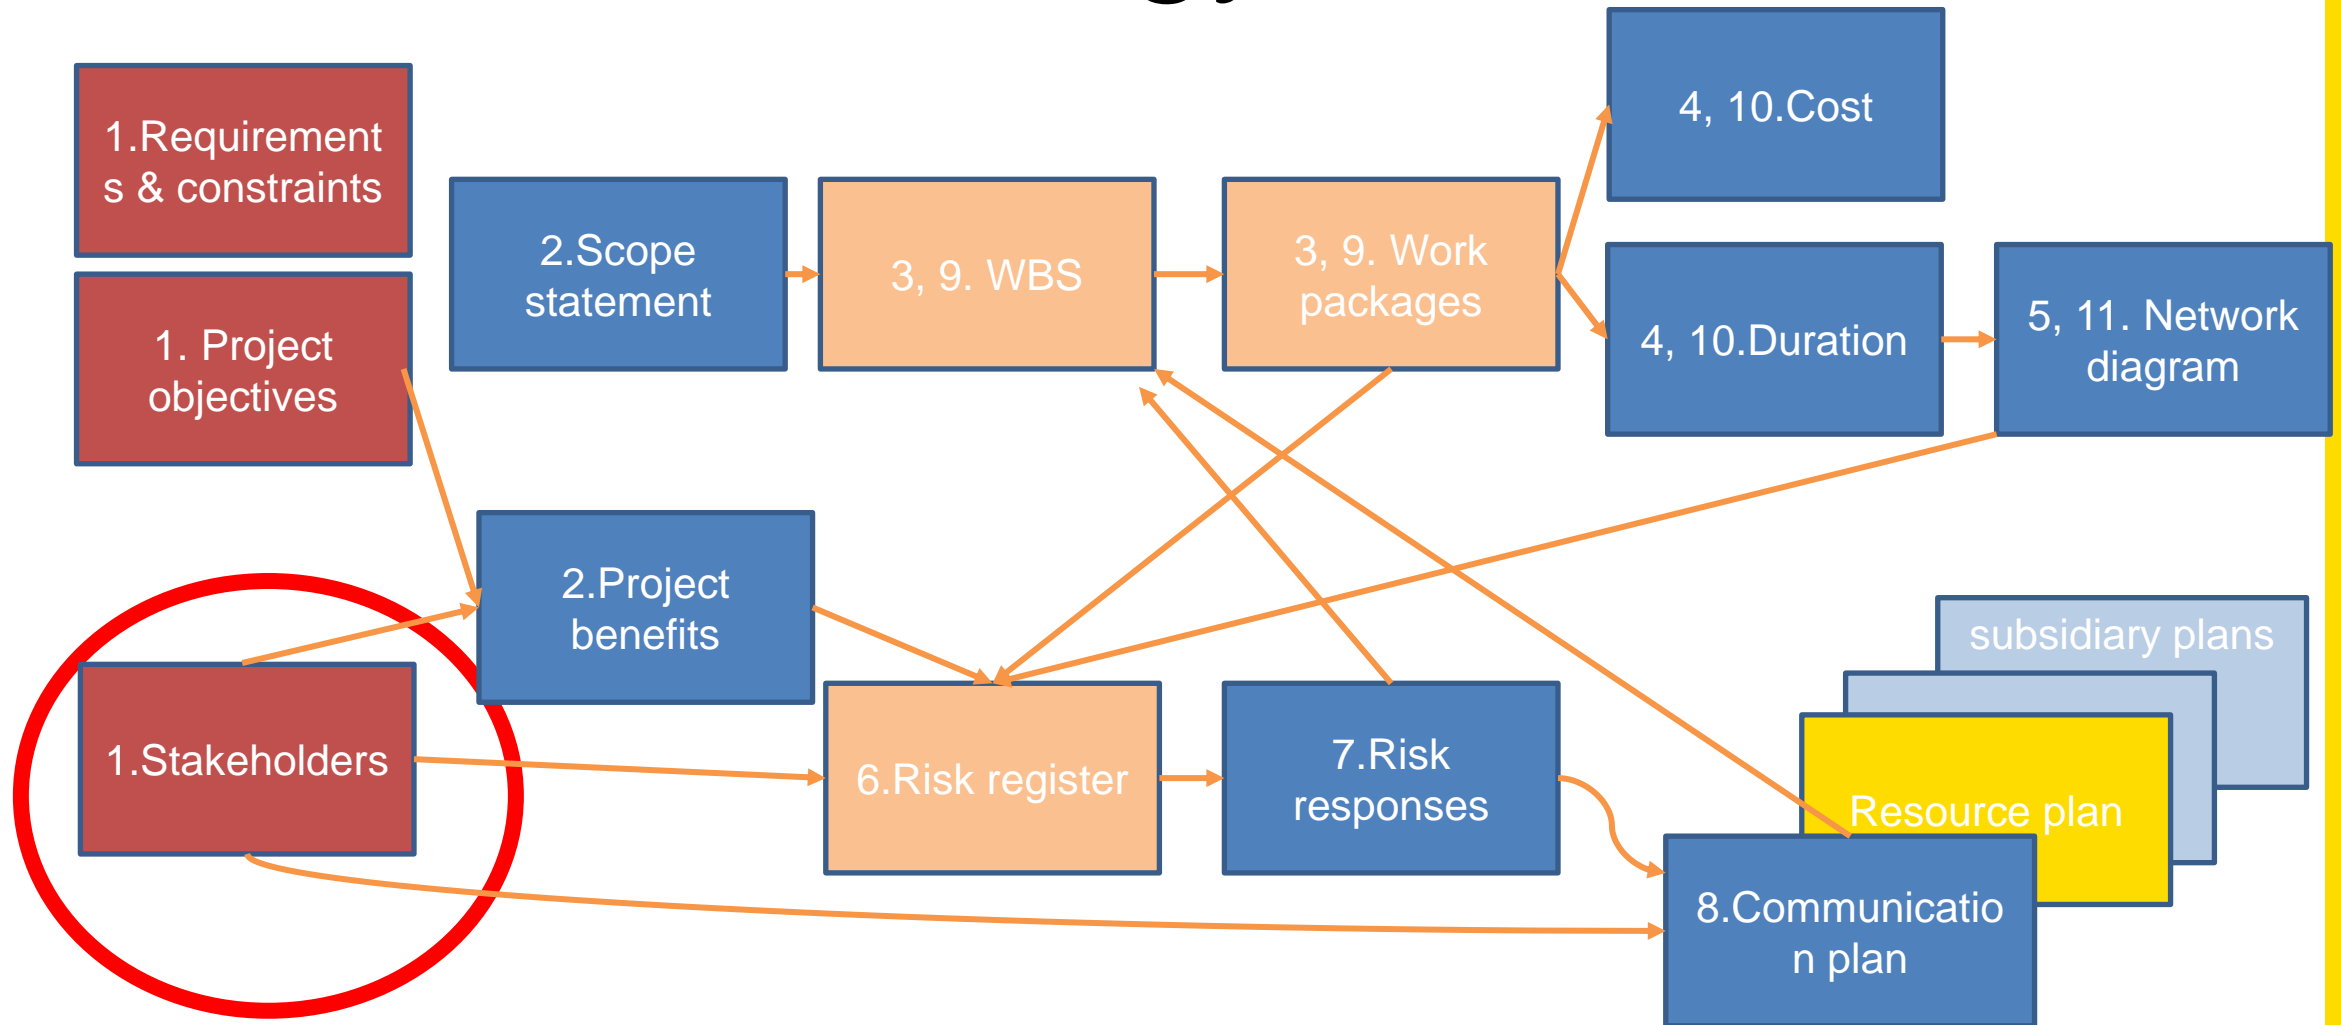 1.Requirement
s & constraints
1. Project
objectives
2.Scope
statement
3, 9. WBS
3, 9. Work
packages
4, 10.Cost
4, 10.Duration
5, 11. Network
diagram
2.Project
benefits
1.Stakeholders
6.Risk register
7.Risk
responses
subsidiary plans
Resource plan
8.Communicatio
n plan